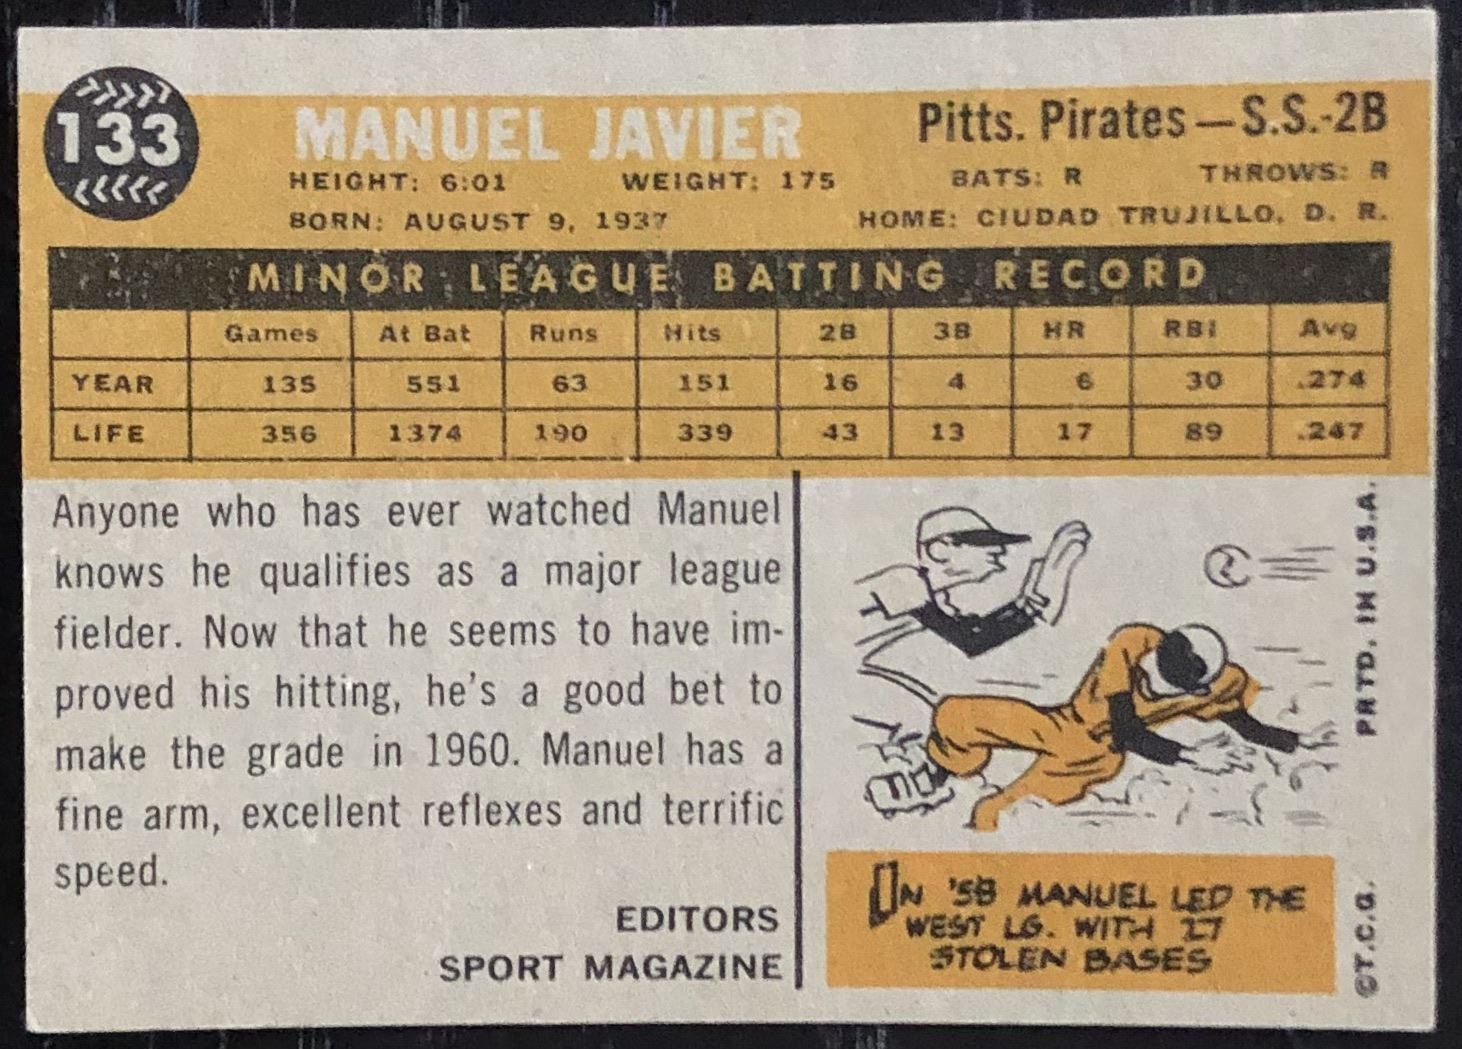 133
MANUEL JAVIER
Pitts. Pirates—S.S.-2B
HEIGHT: 6:01 WEIGHT: 175 BATS: R THROWS: R
BORN: AUGUST 9, 1937 HOME: CIUDAD TRUJILLO, D. R.
MINOR LEAGUE BATTING RECORD
Games At Bat Runs Hits 2B 3B HR RBI Avg
YEAR 135 551 63 151 16 4 6 30 .274
LIFE 356 1374 190 339 43 13 17 89 .247
Anyone who has ever watched Manuel
knows he qualifies as a major league
fielder. Now that he seems to have im-
proved his hitting, he's a good bet to
make the grade in 1960. Manuel has a
fine arm, excellent reflexes and terrific
speed.
EDITORS
SPORT MAGAZINE
IN '58 MANUEL LED THE
WEST LG. WITH 27
STOLEN BASES
©T.C.G. PRTD. IN U.S.A.